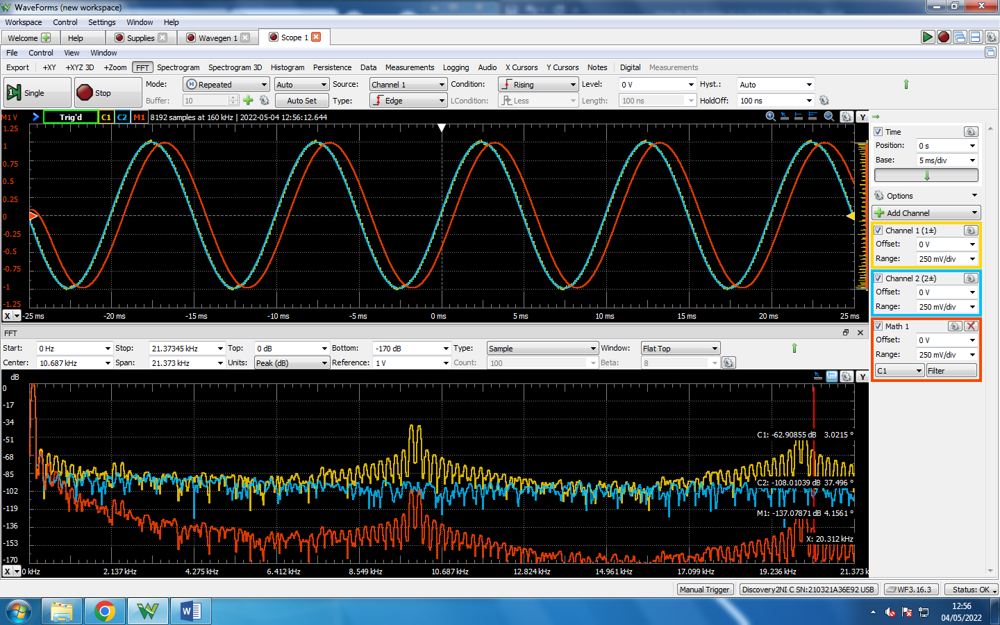 WaveForms (new workspace)
Workspace Control Settings Window Help
Welcome Help Supplies Wavegen 1 Scope 1
File Control View Window
Export +XY +XYZ 3D +Zoom FFT Spectrogram Spectrogram 3D Histogram Persistence Data Measurements Logging Audio X Cursors Y Cursors Notes Digital Measurements
Single Stop Mode: Repeated Auto Source: Channel 1 Condition: Rising Level: 0 V Hyst.: Auto
Buffer: 10 Auto Set Type: Edge LCondition: Less Length: 100 ns HoldOff: 100 ns
M1 V Trig'd C1 C2 M1 8192 samples at 160 kHz | 2022-05-04 12:56:12.644 Y
1.25
1
0.75
0.5
0.25
0
-0.25
-0.5
-0.75
-1
-1.25
X -25 ms -20 ms -15 ms -10 ms -5 ms 0 ms 5 ms 10 ms 15 ms 20 ms 25 ms
Time
Position: 0 s
Base: 5 ms/div
Options
Add Channel
Channel 1 (1±)
Offset: 0 V
Range: 250 mV/div
Channel 2 (2±)
Offset: 0 V
Range: 250 mV/div
Math 1
Offset: 0 V
Range: 250 mV/div
C1 Filter
FFT
Start: 0 Hz Stop: 21.37345 kHz Top: 0 dB Bottom: -170 dB Type: Sample Window: Flat Top
Center: 10.687 kHz Span: 21.373 kHz Units: Peak (dB) Reference: 1 V Count: 100 Beta: 8
dB Y
0
-17
-34
-51
-68
-85
-102
-119
-136
-153
-170
C1: -62.90855 dB 3.0215 °
C2: -108.01039 dB 37.496 °
M1: -137.07871 dB 4.1561 °
X: 20.312 kHz
X 0 kHz 2.137 kHz 4.275 kHz 6.412 kHz 8.549 kHz 10.687 kHz 12.824 kHz 14.961 kHz 17.099 kHz 19.236 kHz 21.373 k
Manual Trigger Discovery2NI C SN:210321A36E92 USB WF3.16.3 Status: OK
12:56
04/05/2022